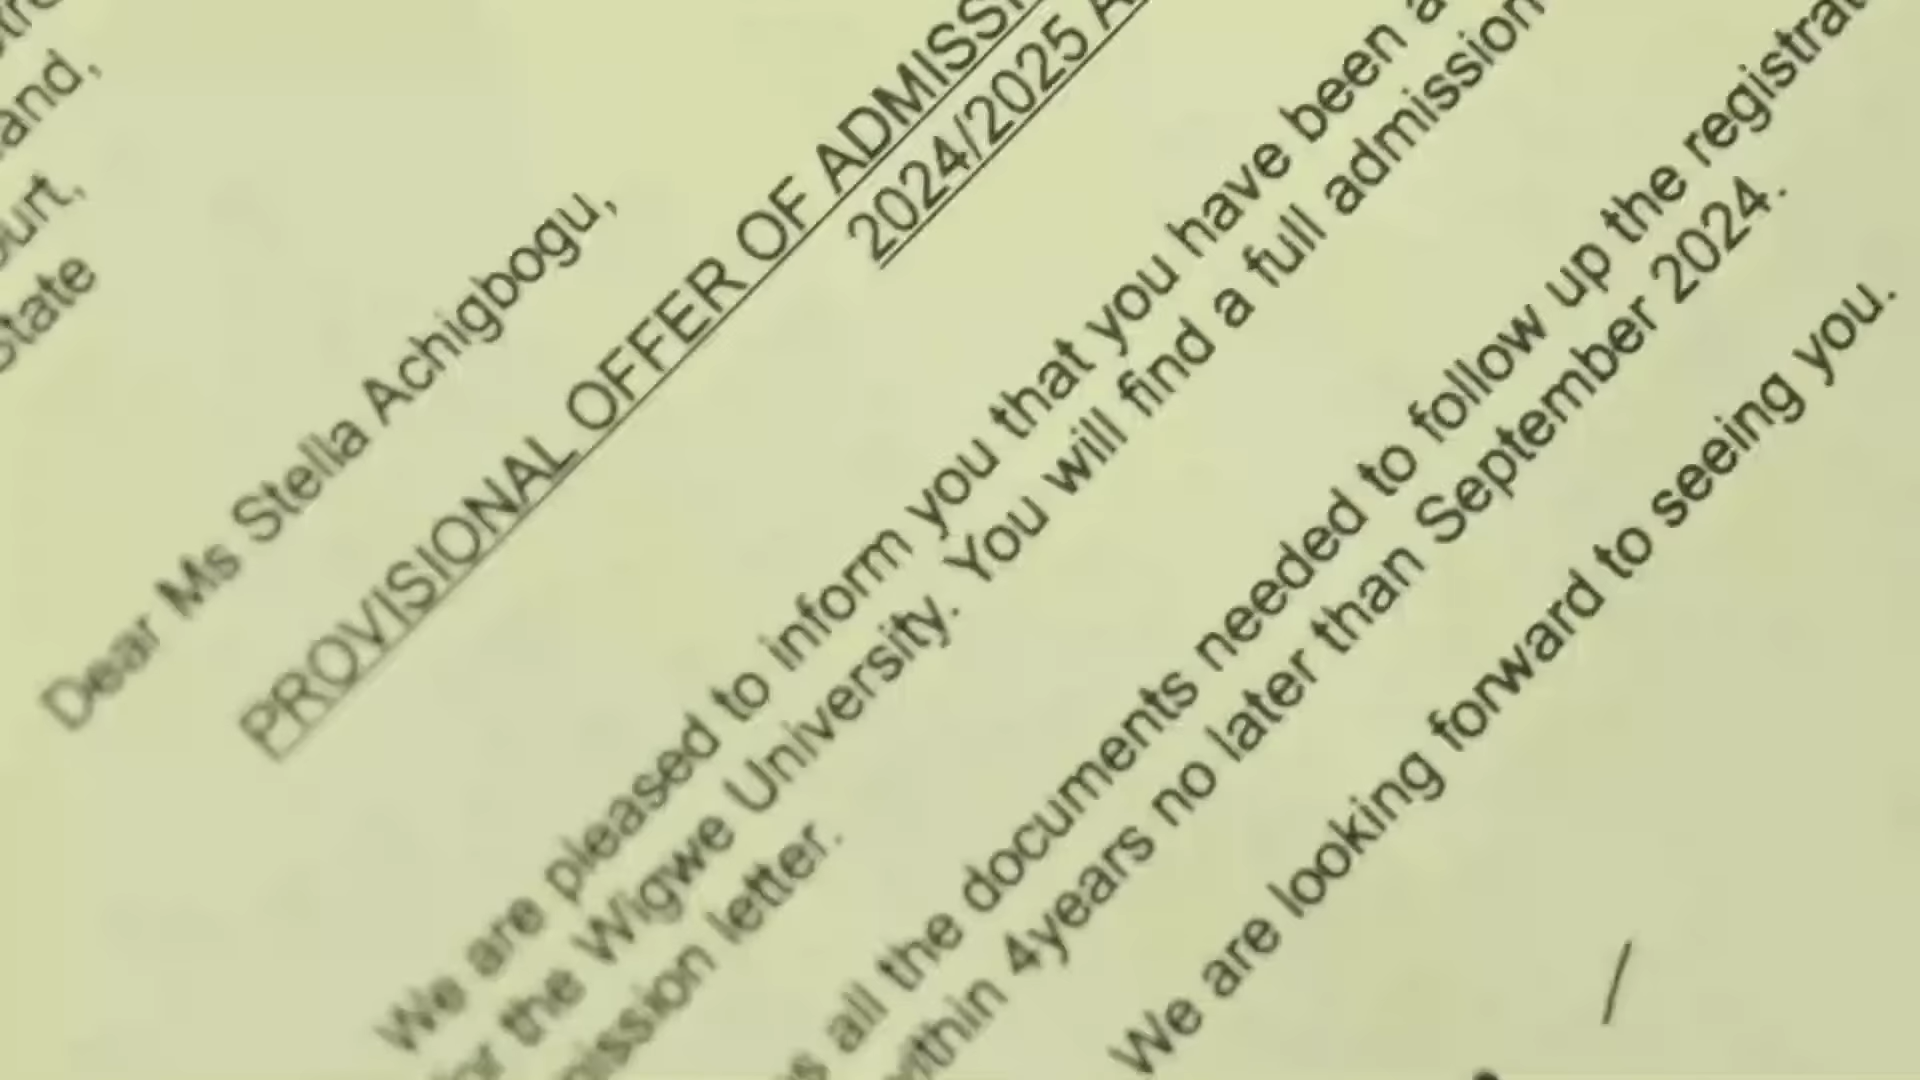 and,
State
Dear Ms Stella Achigbogu,
PROVISIONAL OFFER OF ADMISSI
2024/2025 A
We are pleased to inform you that you have been a
for the Wigwe University. You will find a full admission
mission letter.
s all the documents needed to follow up the registrat
within 4years no later than September 2024.
We are looking forward to seeing you.